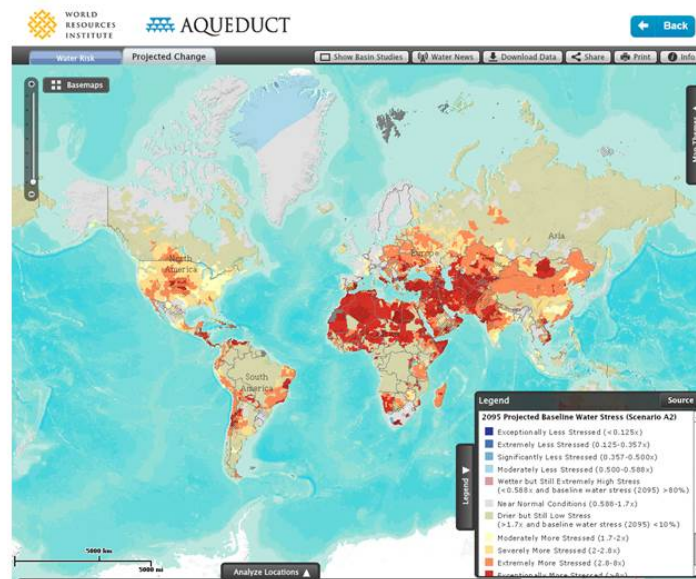 WORLD
RESOURCES
INSTITUTE
AQUEDUCT
Back
Water Risk
Projected Change
Show Basin Studies
Water News
Download Data
Share
Print
Info
Basemaps
North
America
Europe
Asia
South
America
Legend
Source
2095 Projected Baseline Water Stress (Scenario A2)
Exceptionally Less Stressed (<0.125x)
Extremely Less Stressed (0.125-0.357x)
Significantly Less Stressed (0.357-0.500x)
Moderately Less Stressed (0.500-0.588x)
Wetter but Still Extremely High Stress
(<0.588x and baseline water stress (2095) >80%)
Near Normal Conditions (0.588-1.7x)
Drier but Still Low Stress
(>1.7x and baseline water stress (2095) <10%)
Moderately More Stressed (1.7-2x)
Severely More Stressed (2-2.8x)
Extremely More Stressed (2.8-8x)
Exceptionally More Stressed (>8x)
Legend
5000 km
5000 mi
Analyze Locations